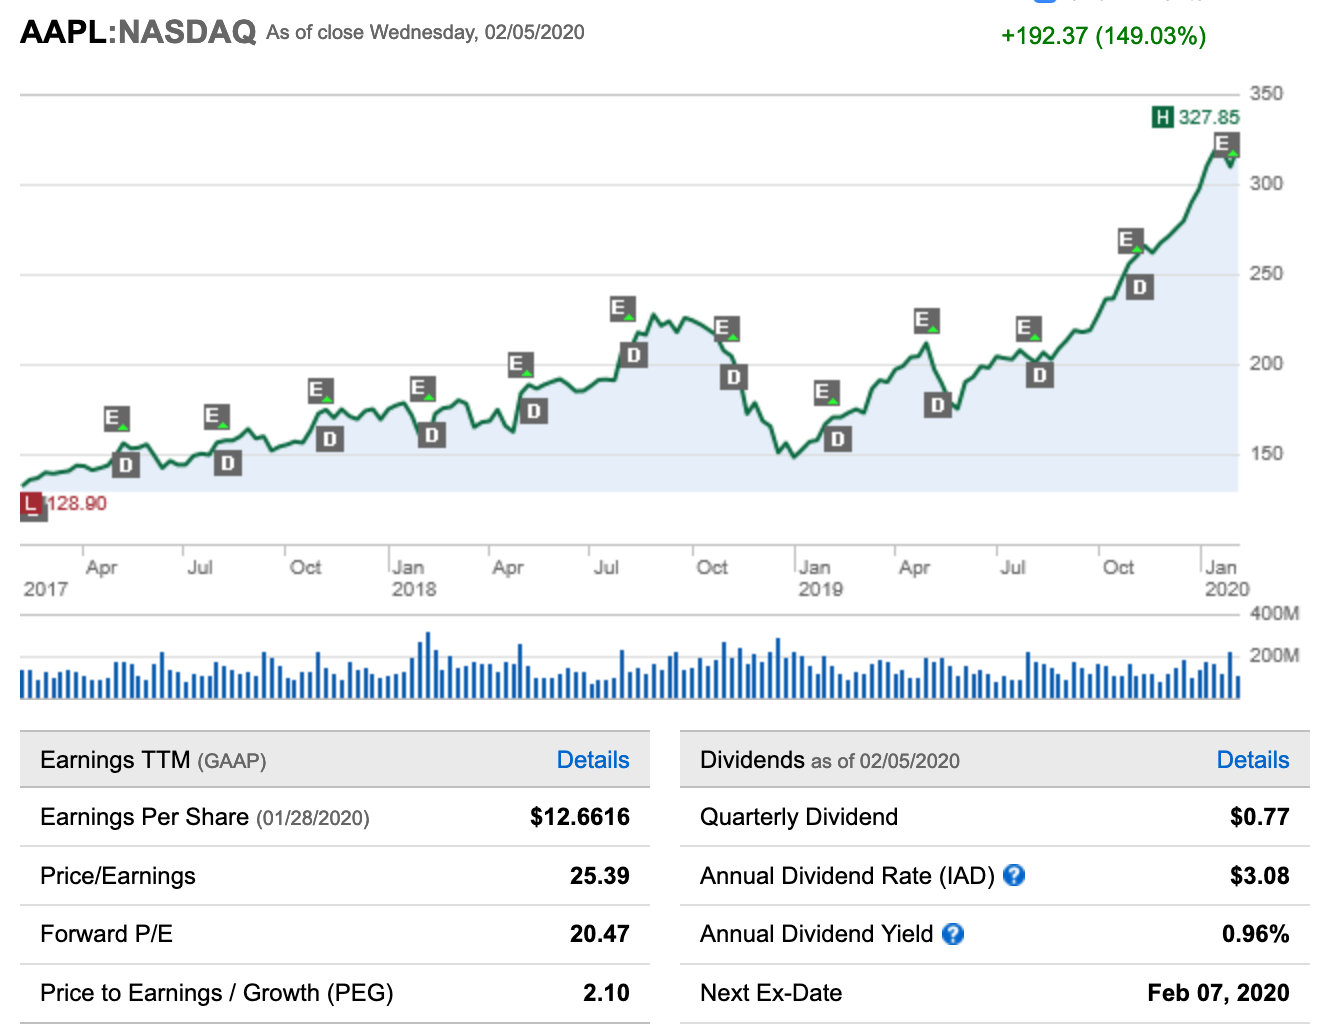 AAPL:NASDAQ As of close Wednesday, 02/05/2020
+192.37 (149.03%)
350
H 327.85
E
300
E
250
D
E
E
E
E
200
D
E
D
D
E
E
E
D
E
E
D
D
D
150
D
D
L 128.90
Apr Jul Oct Jan Apr Jul Oct Jan Apr Jul Oct Jan
2017 2018 2019 2020
400M
200M
Earnings TTM (GAAP) Details
Earnings Per Share (01/28/2020) $12.6616
Price/Earnings 25.39
Forward P/E 20.47
Price to Earnings / Growth (PEG) 2.10
Dividends as of 02/05/2020 Details
Quarterly Dividend $0.77
Annual Dividend Rate (IAD) ? $3.08
Annual Dividend Yield ? 0.96%
Next Ex-Date Feb 07, 2020